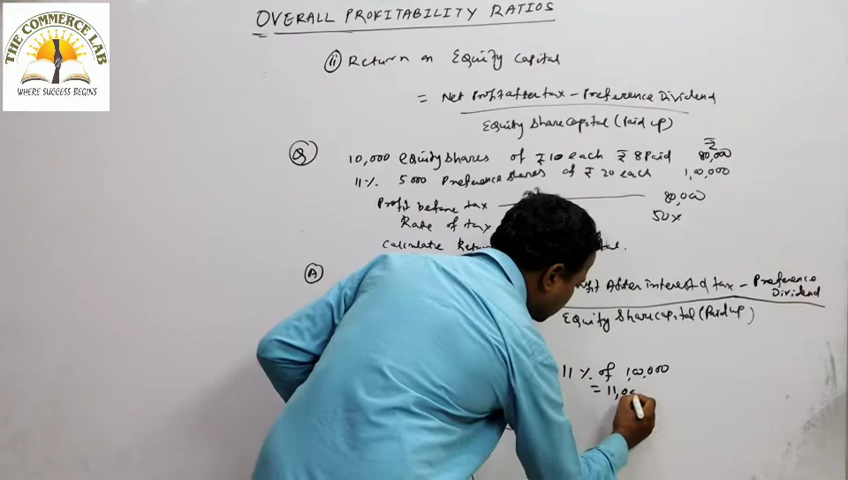 THE COMMERCE LAB
WHERE SUCCESS BEGINS
OVERALL PROFITABILITY RATIOS
(ii) Return on Equity Capital
= Net Profit after tax - Preference Dividend
Equity Share Capital (Paid up)
Q 10,000 equity shares of ₹10 each ₹8 Paid 80,000
₹
11% 5000 Preference shares of ₹20 each 1,00,000
Profit before tax 80,000
Rate of tax 50%
Calculate
A After interest & tax - Preference Dividend
Equity Share Capital (Paid up)
11% of 1,00,000
= 11,00